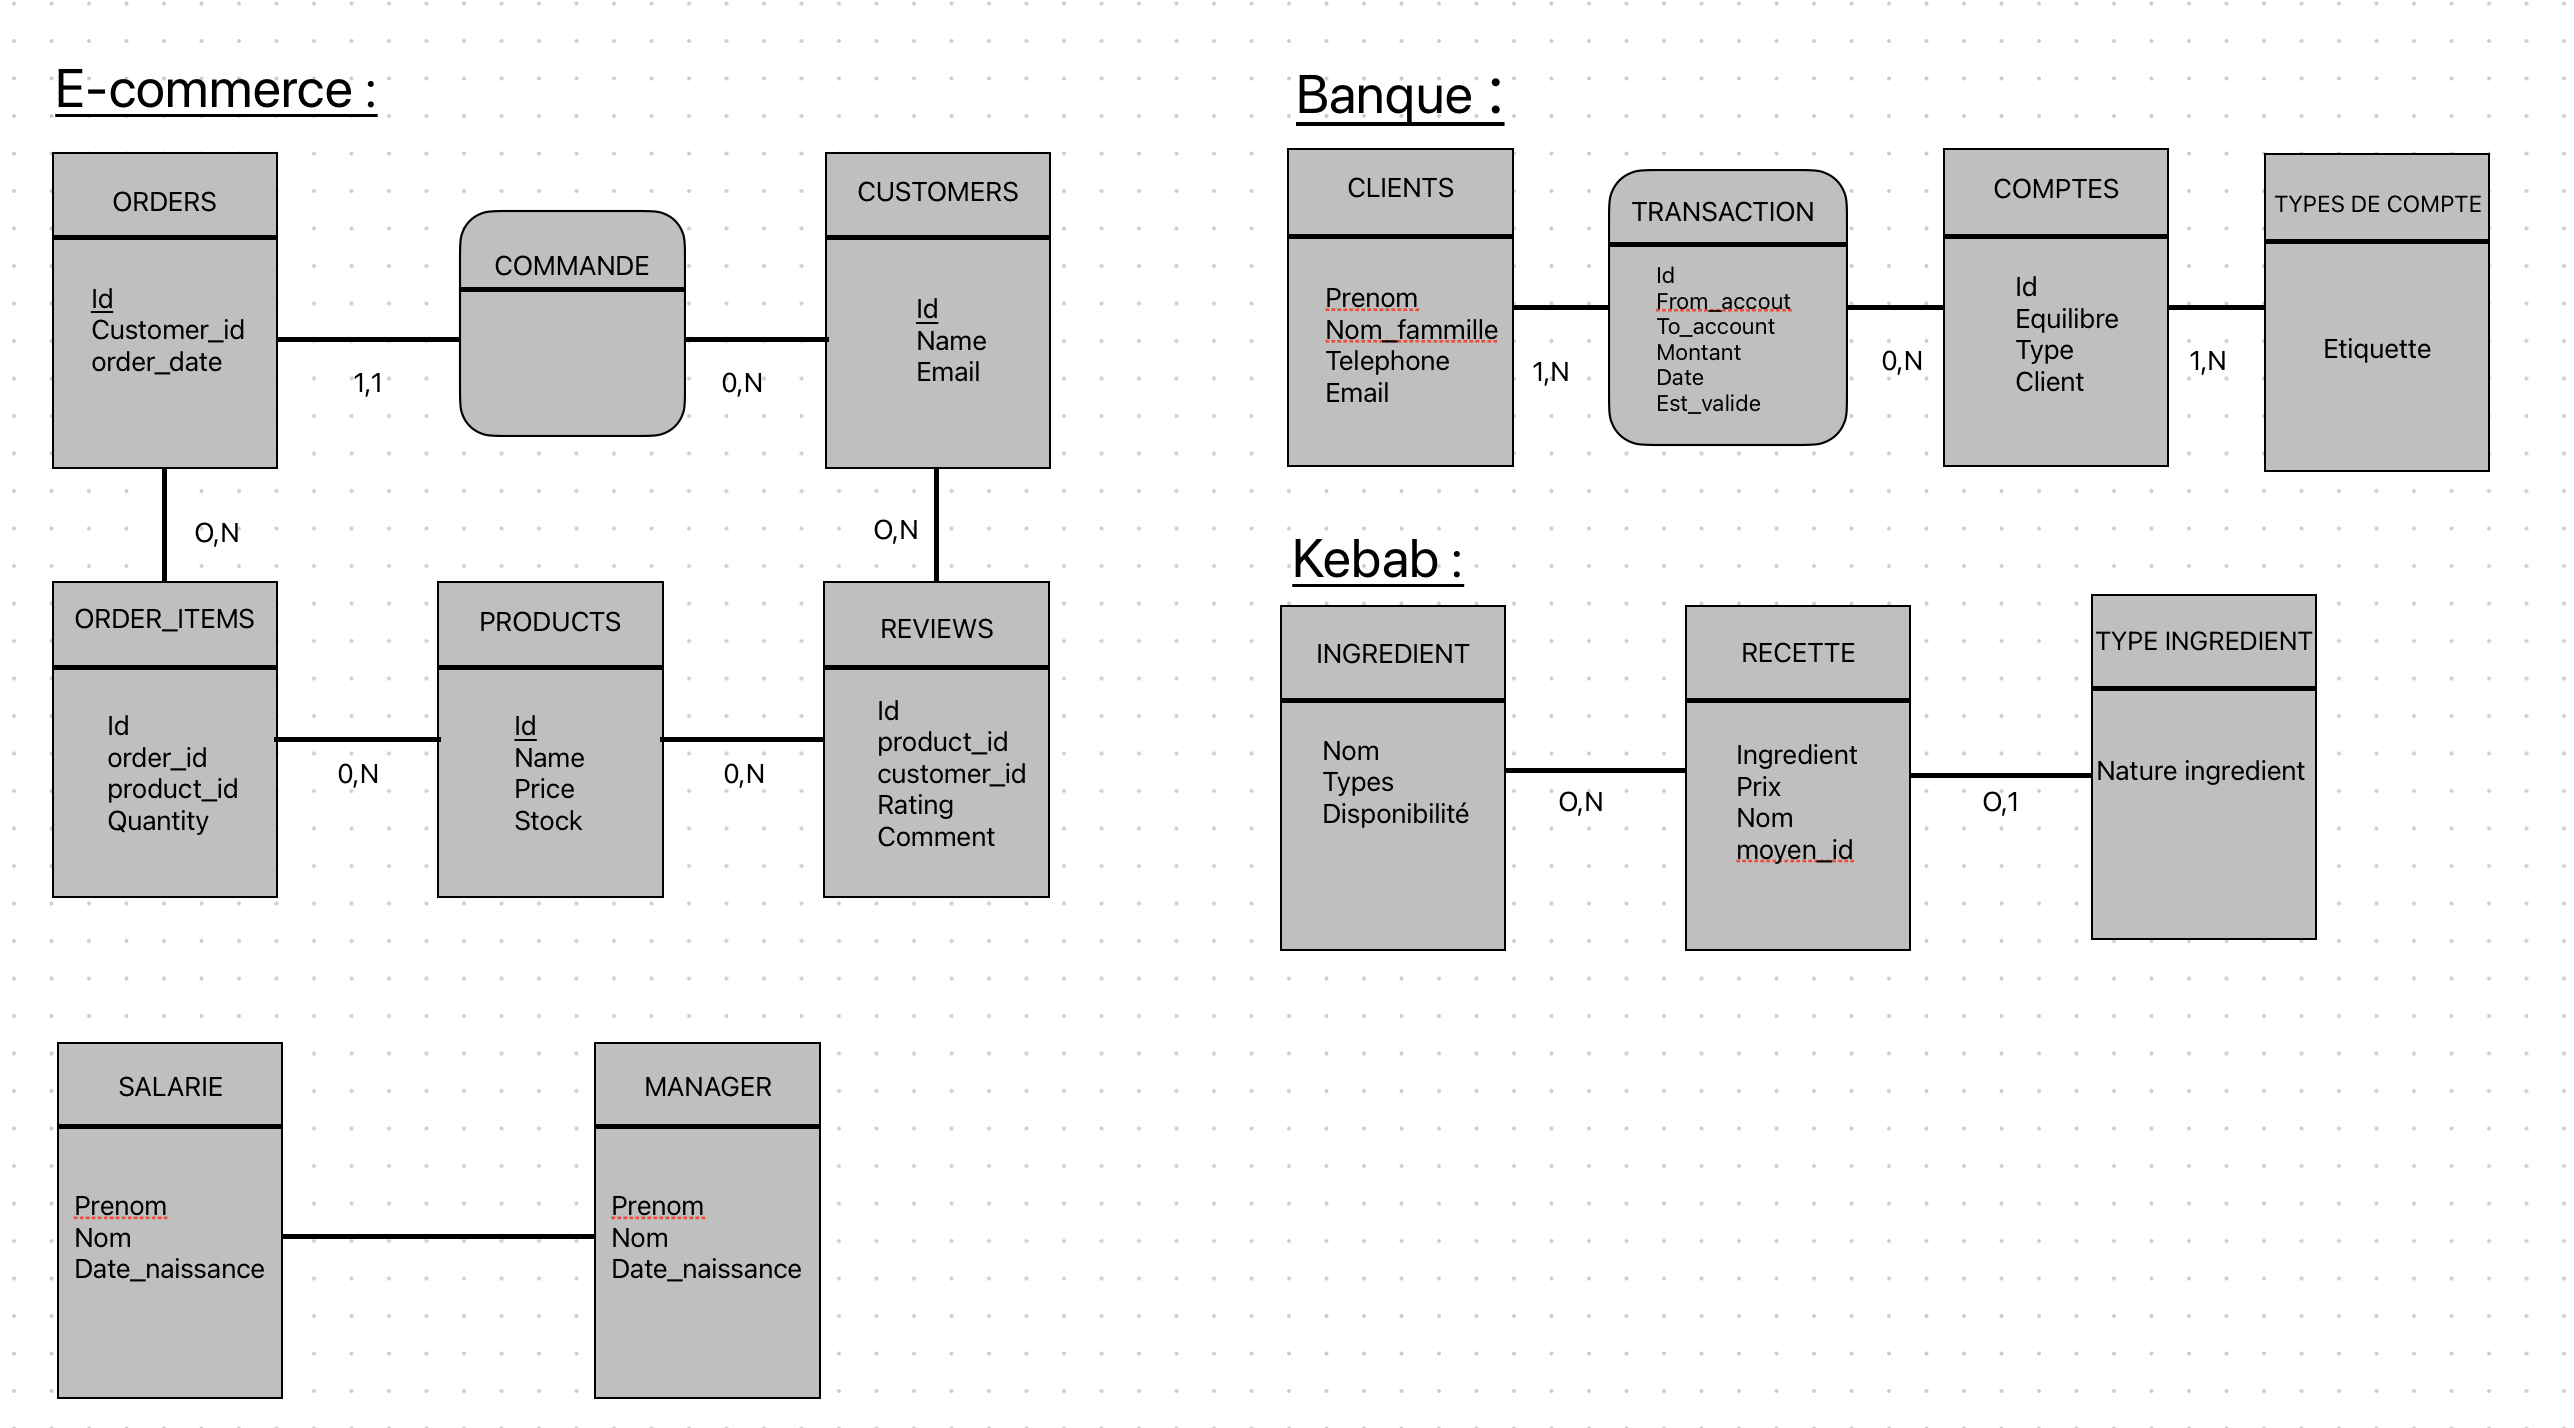 E-commerce :
ORDERS
Id
Customer_id
order_date
1,1
COMMANDE
0,N
CUSTOMERS
Id
Name
Email
O,N
O,N
ORDER_ITEMS
Id
order_id
product_id
Quantity
0,N
PRODUCTS
Id
Name
Price
Stock
0,N
REVIEWS
Id
product_id
customer_id
Rating
Comment
SALARIE
Prenom
Nom
Date_naissance
MANAGER
Prenom
Nom
Date_naissance
Banque :
CLIENTS
Prenom
Nom_fammille
Telephone
Email
1,N
TRANSACTION
Id
From_accout
To_account
Montant
Date
Est_valide
0,N
COMPTES
Id
Equilibre
Type
Client
1,N
TYPES DE COMPTE
Etiquette
Kebab :
INGREDIENT
Nom
Types
Disponibilité
O,N
RECETTE
Ingredient
Prix
Nom
moyen_id
O,1
TYPE INGREDIENT
Nature ingredient